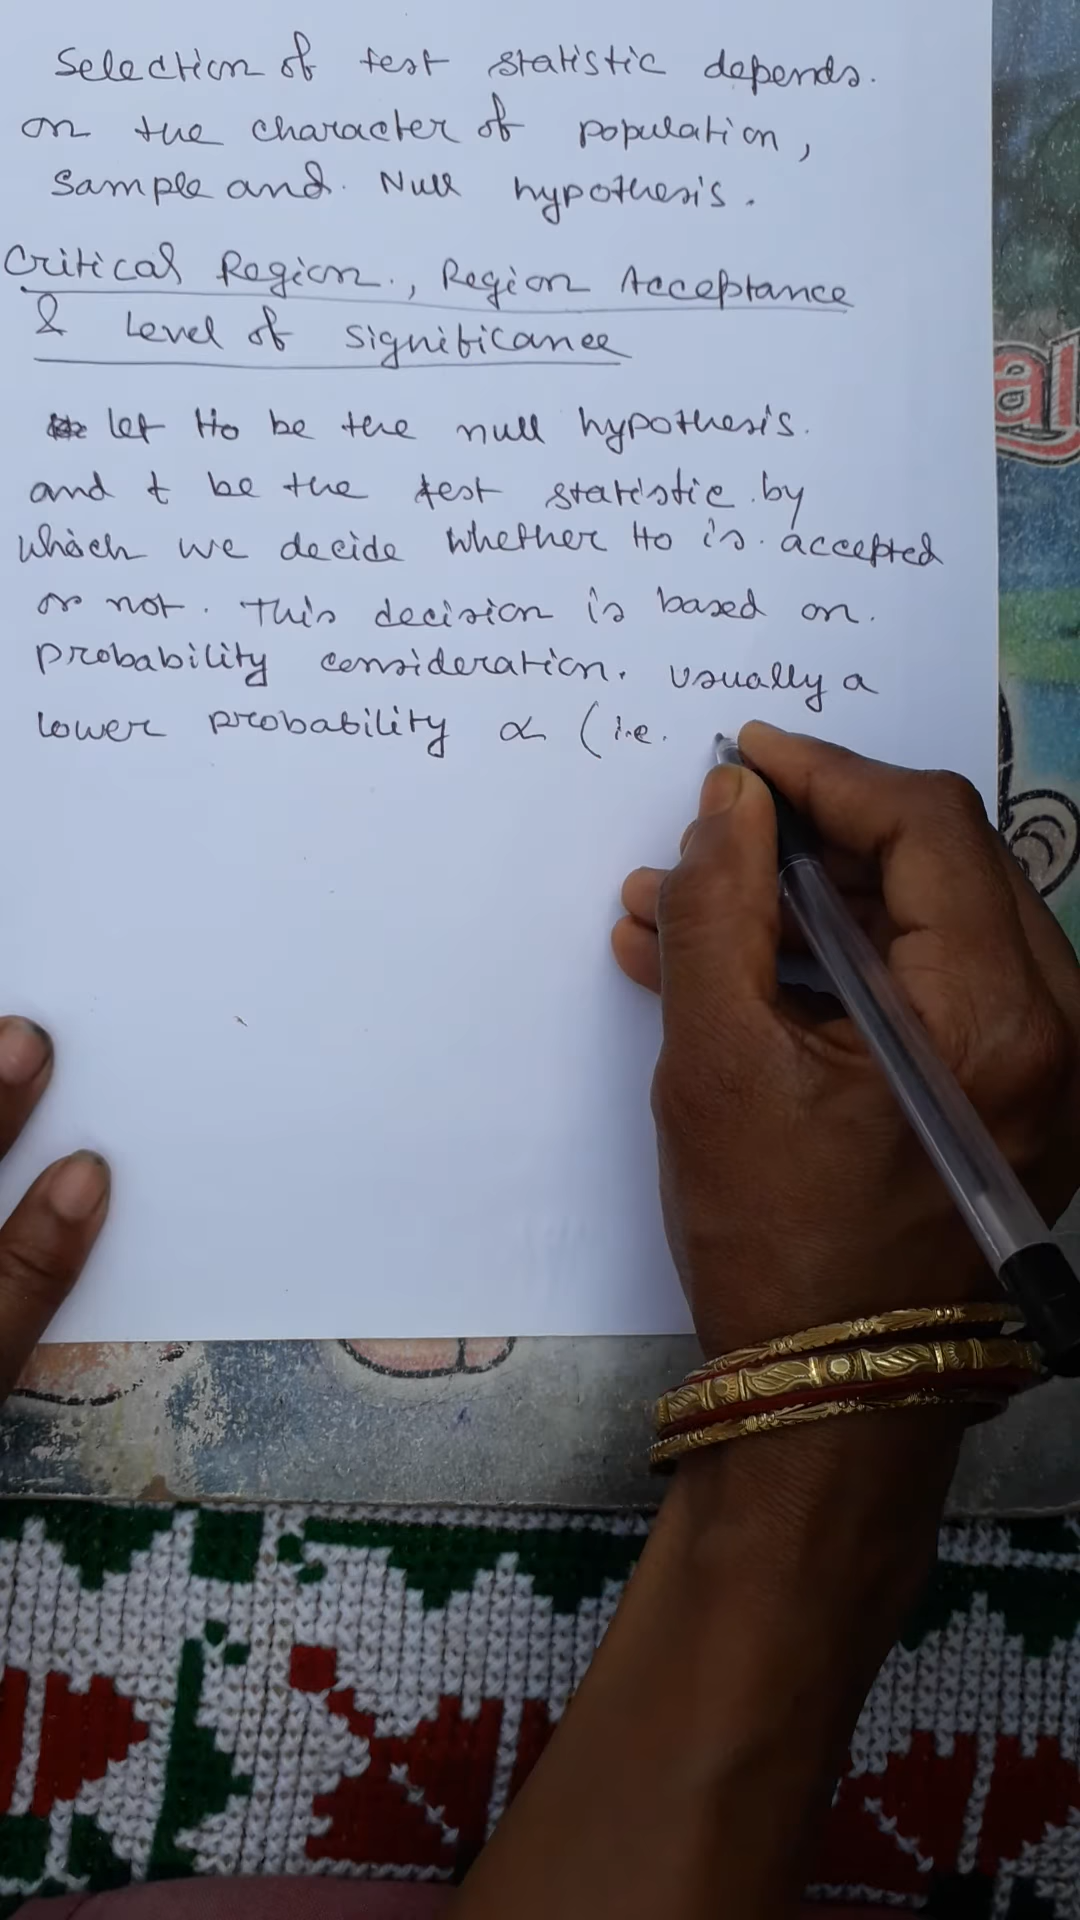 Selection of test statistic depends.
on the character of population,
Sample and. Null hypothesis.
Critical Region., Region Acceptance
& Level of Significance
let Ho be the null hypothesis.
and t be the test statistic by
which we decide whether Ho is. accepted
or not. This decision is based on.
probability consideration. Usually a
lower probability α (i.e.
al